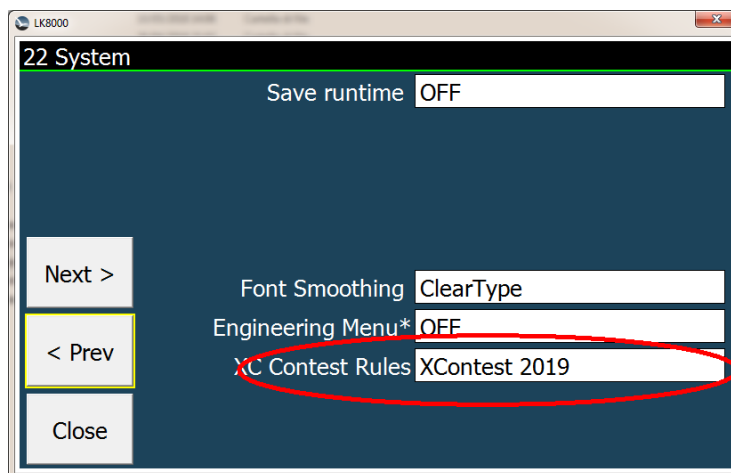 LK8000
22 System
Save runtime OFF
Next >
Font Smoothing ClearType
Engineering Menu* OFF
< Prev
XC Contest Rules XContest 2019
Close